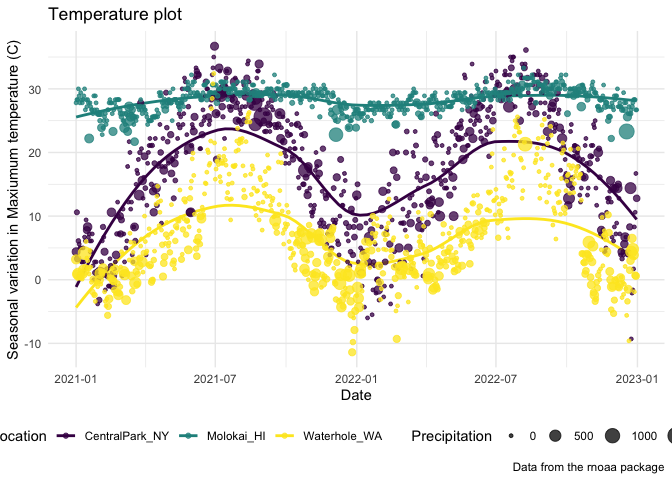 Temperature plot
Seasonal variation in Maxiumum temperature (C)
30
20
10
0
-10
2021-01
2021-07
2022-01
2022-07
2023-01
Date
ocation CentralPark_NY Molokai_HI Waterhole_WA Precipitation 0 500 1000
Data from the rnoaa package